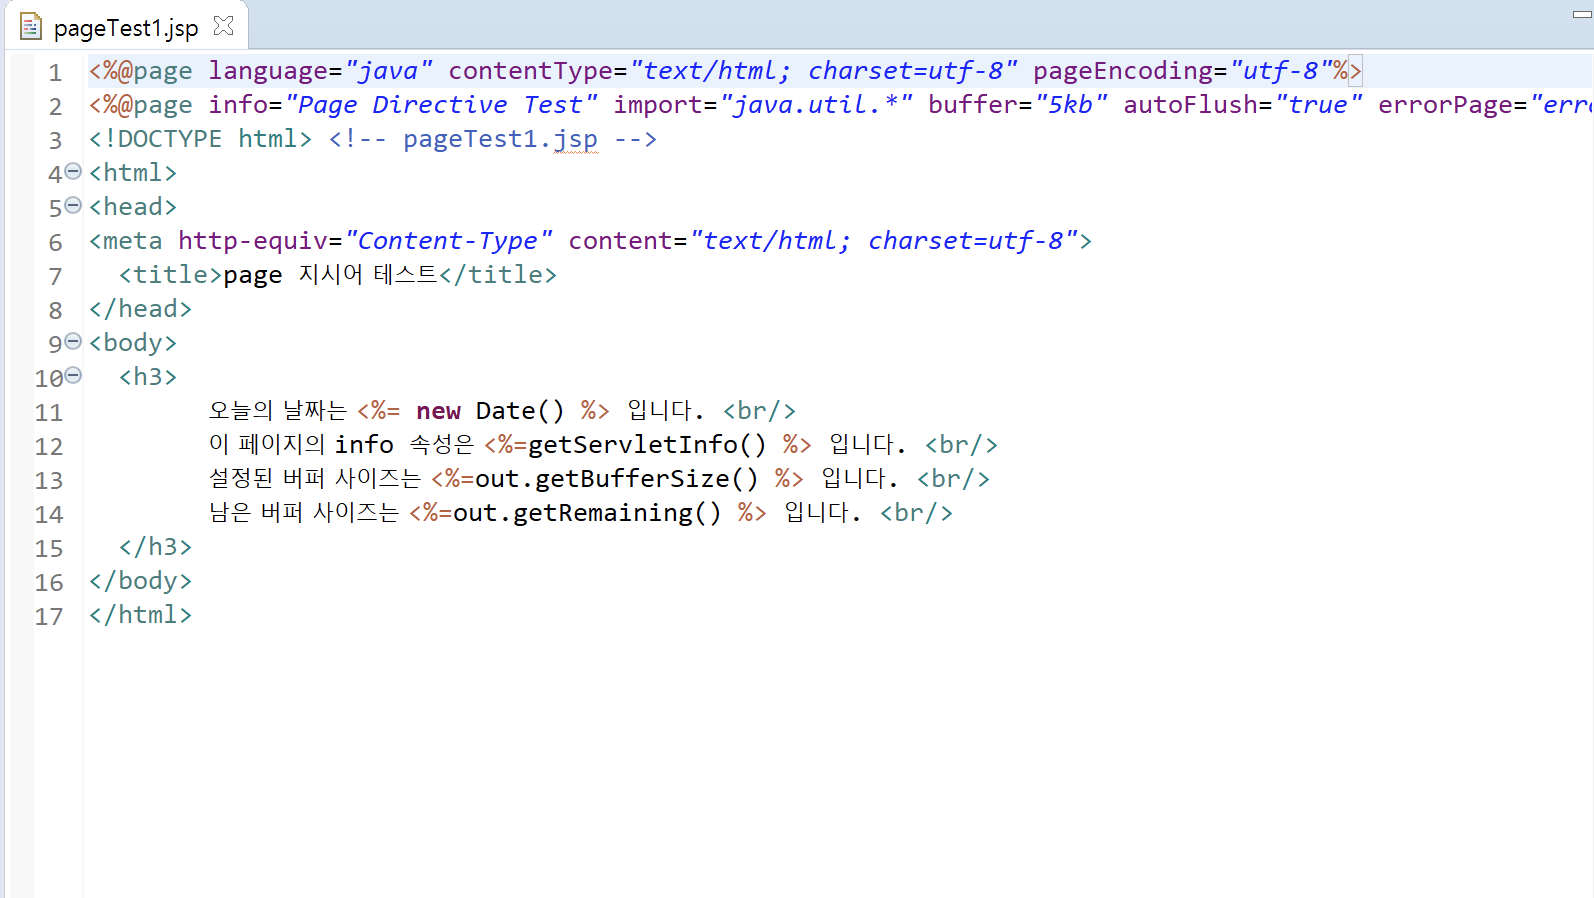 pageTest1.jsp
1 <%@page language="java" contentType="text/html; charset=utf-8" pageEncoding="utf-8"%>
2 <%@page info="Page Directive Test" import="java.util.*" buffer="5kb" autoFlush="true" errorPage="erro
3 <!DOCTYPE html> <!-- pageTest1.jsp -->
4 <html>
5 <head>
6 <meta http-equiv="Content-Type" content="text/html; charset=utf-8">
7 <title>page 지시어 테스트</title>
8 </head>
9 <body>
10 <h3>
11 오늘의 날짜는 <%= new Date() %> 입니다. <br/>
12 이 페이지의 info 속성은 <%=getServletInfo() %> 입니다. <br/>
13 설정된 버퍼 사이즈는 <%=out.getBufferSize() %> 입니다. <br/>
14 남은 버퍼 사이즈는 <%=out.getRemaining() %> 입니다. <br/>
15 </h3>
16 </body>
17 </html>